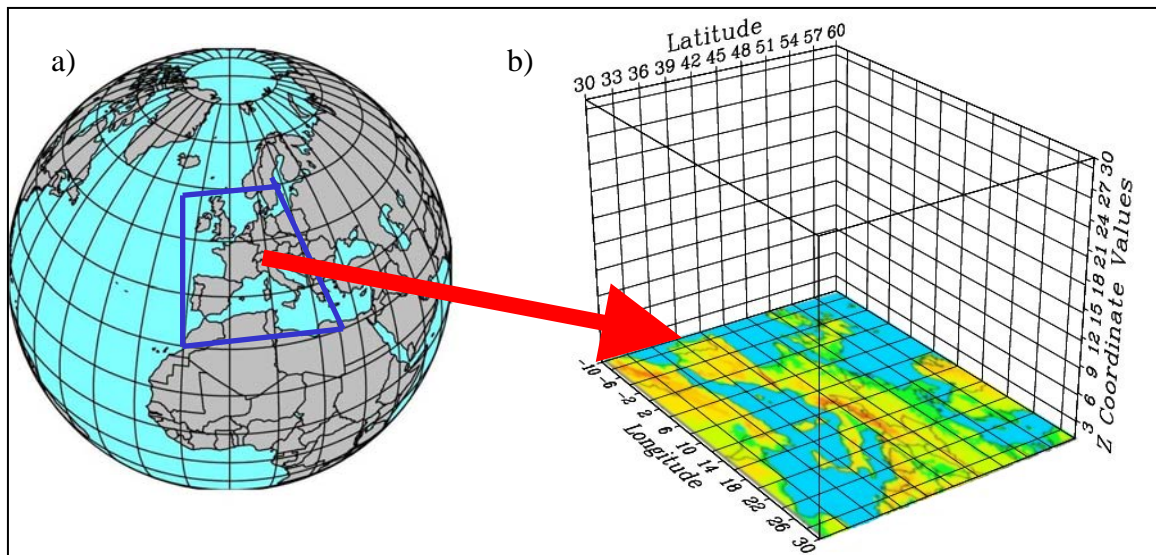 a)
b)
Latitude
30 33 36 39 42 45 48 51 54 57 60
Z Coordinate Values
3 6 9 12 15 18 21 24 27 30
Longitude
-10 -6 -2 2 6 10 14 18 22 26 30